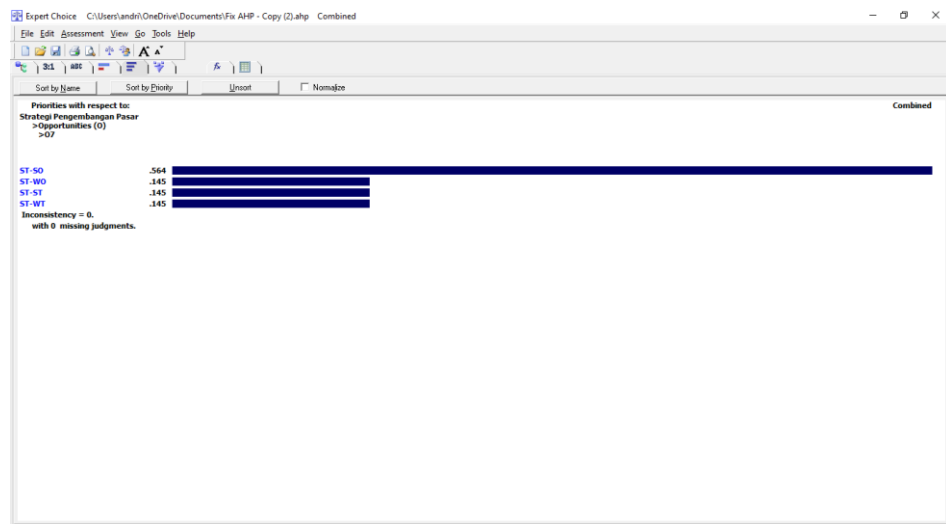 Expert Choice C:\Users\andri\OneDrive\Documents\Fix AHP - Copy (2).ahp Combined
File Edit Assessment View Go Tools Help
A A
3:1 ABC fx
Sort by Name Sort by Priority Unsort Normalize
Priorities with respect to: Combined
Strategi Pengembangan Pasar
>Opportunities (O)
>O7
ST-SO .564
ST-WO .145
ST-ST .145
ST-WT .145
Inconsistency = 0.
with 0 missing judgments.